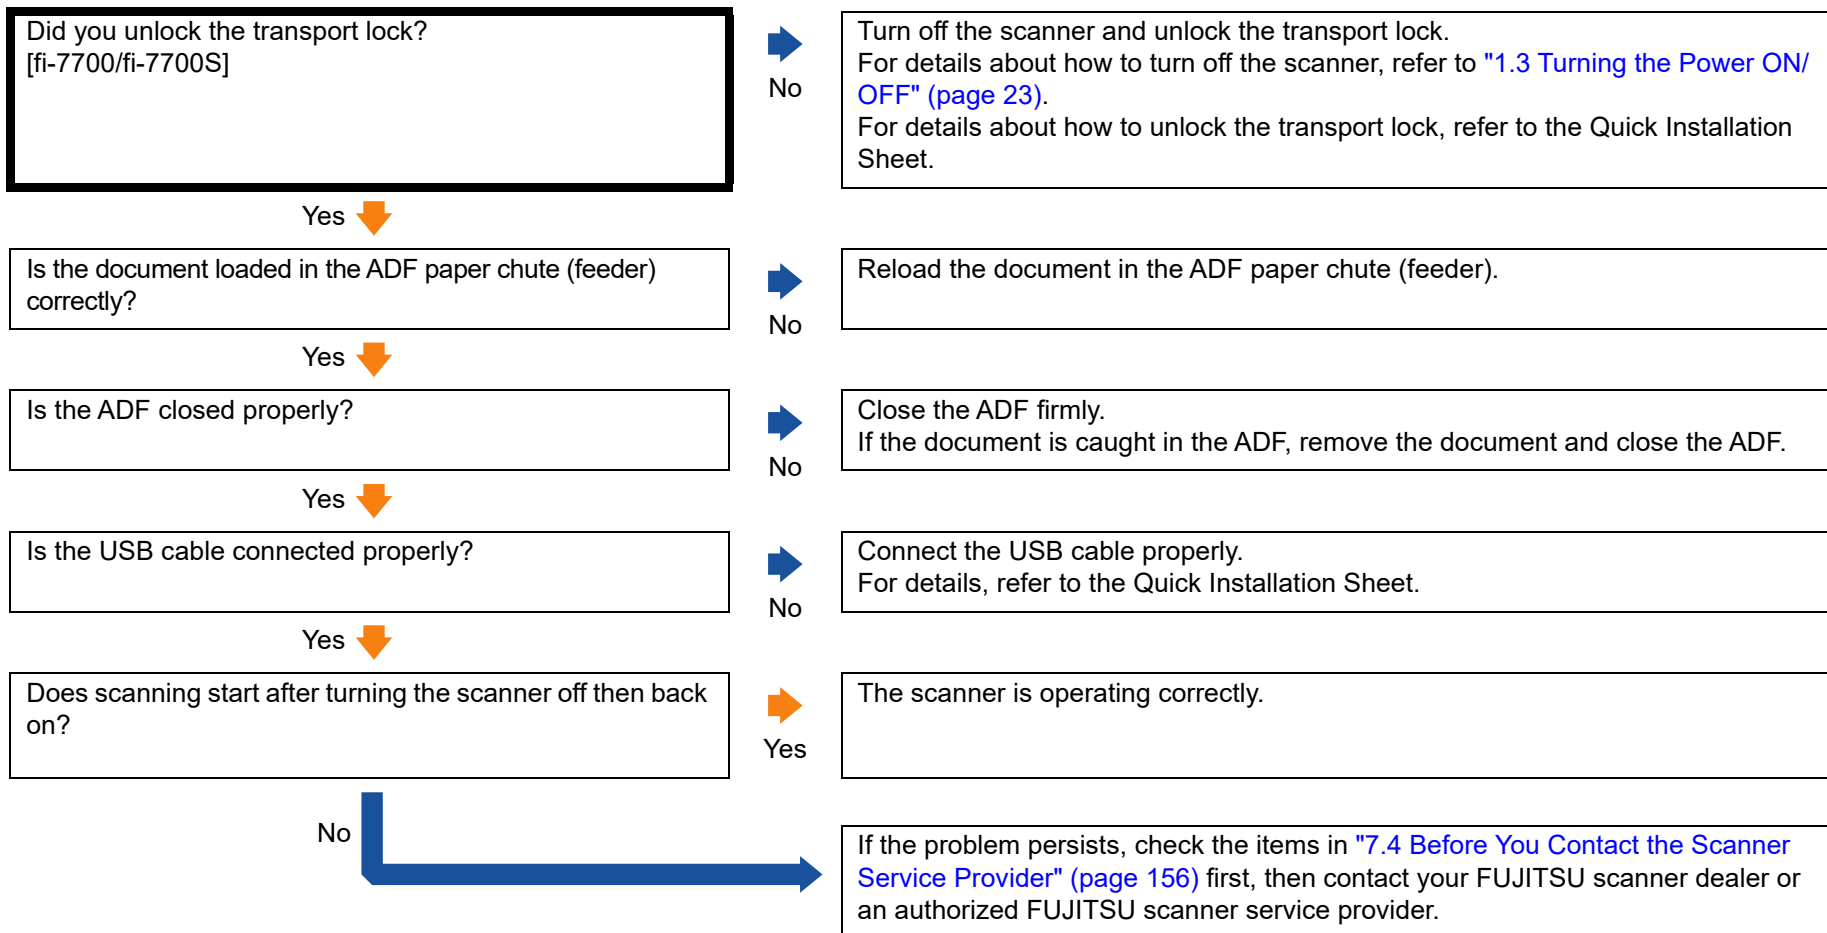 Did you unlock the transport lock?
[fi-7700/fi-7700S]
No
Turn off the scanner and unlock the transport lock.
For details about how to turn off the scanner, refer to "1.3 Turning the Power ON/
OFF" (page 23).
For details about how to unlock the transport lock, refer to the Quick Installation
Sheet.
Yes
Is the document loaded in the ADF paper chute (feeder)
correctly?
No
Reload the document in the ADF paper chute (feeder).
Yes
Is the ADF closed properly?
No
Close the ADF firmly.
If the document is caught in the ADF, remove the document and close the ADF.
Yes
Is the USB cable connected properly?
No
Connect the USB cable properly.
For details, refer to the Quick Installation Sheet.
Yes
Does scanning start after turning the scanner off then back
on?
Yes
The scanner is operating correctly.
No
If the problem persists, check the items in "7.4 Before You Contact the Scanner
Service Provider" (page 156) first, then contact your FUJITSU scanner dealer or
an authorized FUJITSU scanner service provider.